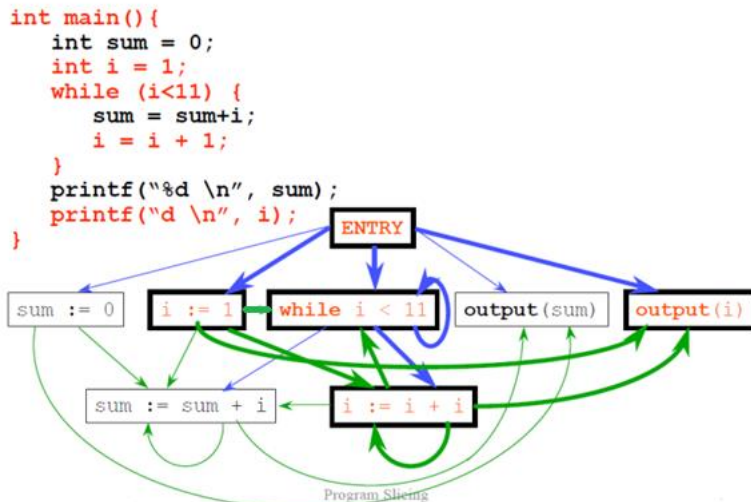 int main(){
int sum = 0;
int i = 1;
while (i<11) {
sum = sum+i;
i = i + 1;
}
printf(“%d \n”, sum);
printf(“d \n”, i);
}
ENTRY
sum := 0
i := 1
while i < 11
output(sum)
output(i)
sum := sum + i
i := i + i
Program Slicing